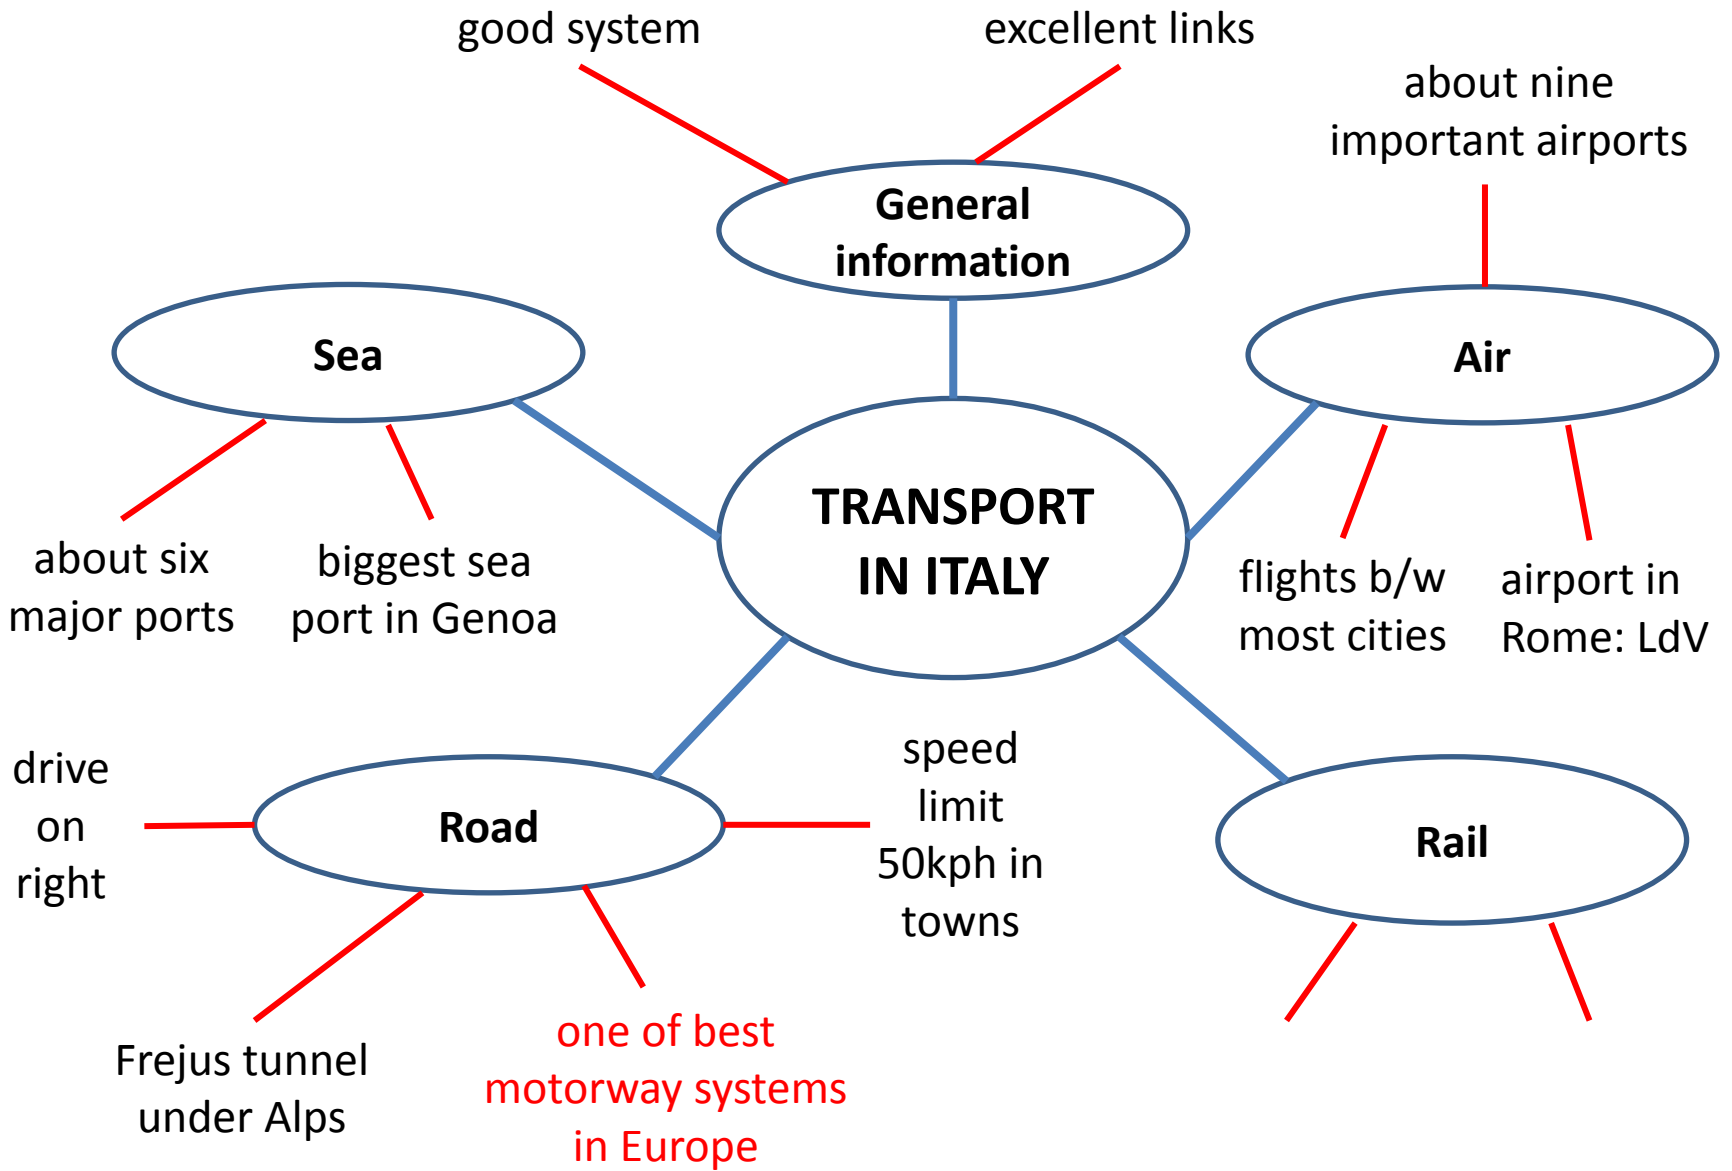 good system
excellent links
about nine
important airports
General
information
Sea
Air
TRANSPORT
IN ITALY
about six
major ports
biggest sea
port in Genoa
flights b/w
most cities
airport in
Rome: LdV
drive
on
right
Road
speed
limit
50kph in
towns
Rail
Frejus tunnel
under Alps
one of best
motorway systems
in Europe